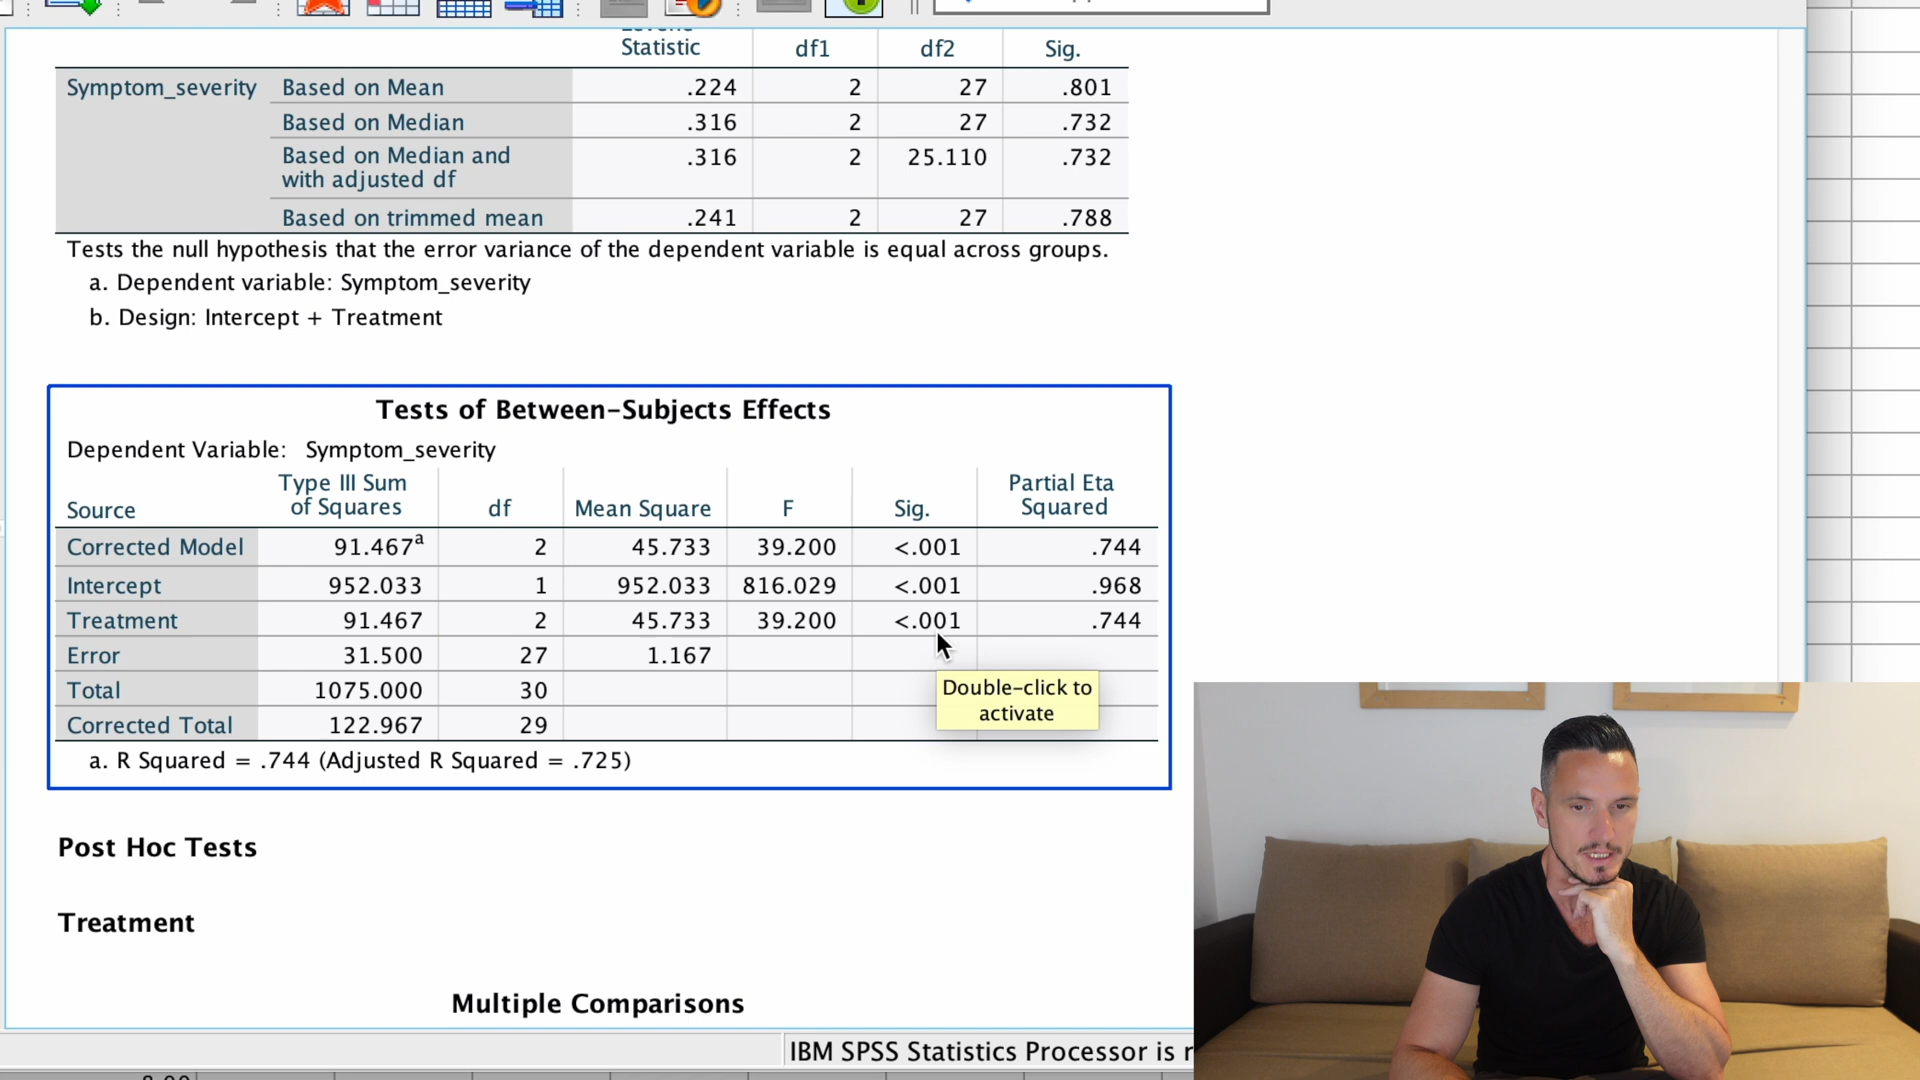 Statistic df1 df2 Sig.
Symptom_severity Based on Mean .224 2 27 .801
Based on Median .316 2 27 .732
Based on Median and with adjusted df .316 2 25.110 .732
Based on trimmed mean .241 2 27 .788
Tests the null hypothesis that the error variance of the dependent variable is equal across groups.
a. Dependent variable: Symptom_severity
b. Design: Intercept + Treatment
Tests of Between-Subjects Effects
Dependent Variable: Symptom_severity
Source Type III Sum of Squares df Mean Square F Sig. Partial Eta Squared
Corrected Model 91.467a 2 45.733 39.200 <.001 .744
Intercept 952.033 1 952.033 816.029 <.001 .968
Treatment 91.467 2 45.733 39.200 <.001 .744
Error 31.500 27 1.167
Total 1075.000 30
Corrected Total 122.967 29
Double-click to
activate
a. R Squared = .744 (Adjusted R Squared = .725)
Post Hoc Tests
Treatment
Multiple Comparisons
IBM SPSS Statistics Processor is